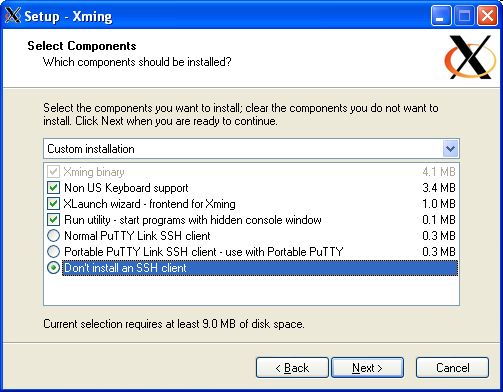 Setup - Xming
Select Components
Which components should be installed?
Select the components you want to install; clear the components you do not want to
install. Click Next when you are ready to continue.
Custom installation
Xming binary 4.1 MB
Non US Keyboard support 3.4 MB
XLaunch wizard - frontend for Xming 1.0 MB
Run utility - start programs with hidden console window 0.1 MB
Normal PuTTY Link SSH client 0.3 MB
Portable PuTTY Link SSH client - use with Portable PuTTY 0.3 MB
Don't install an SSH client
Current selection requires at least 9.0 MB of disk space.
< Back Next > Cancel